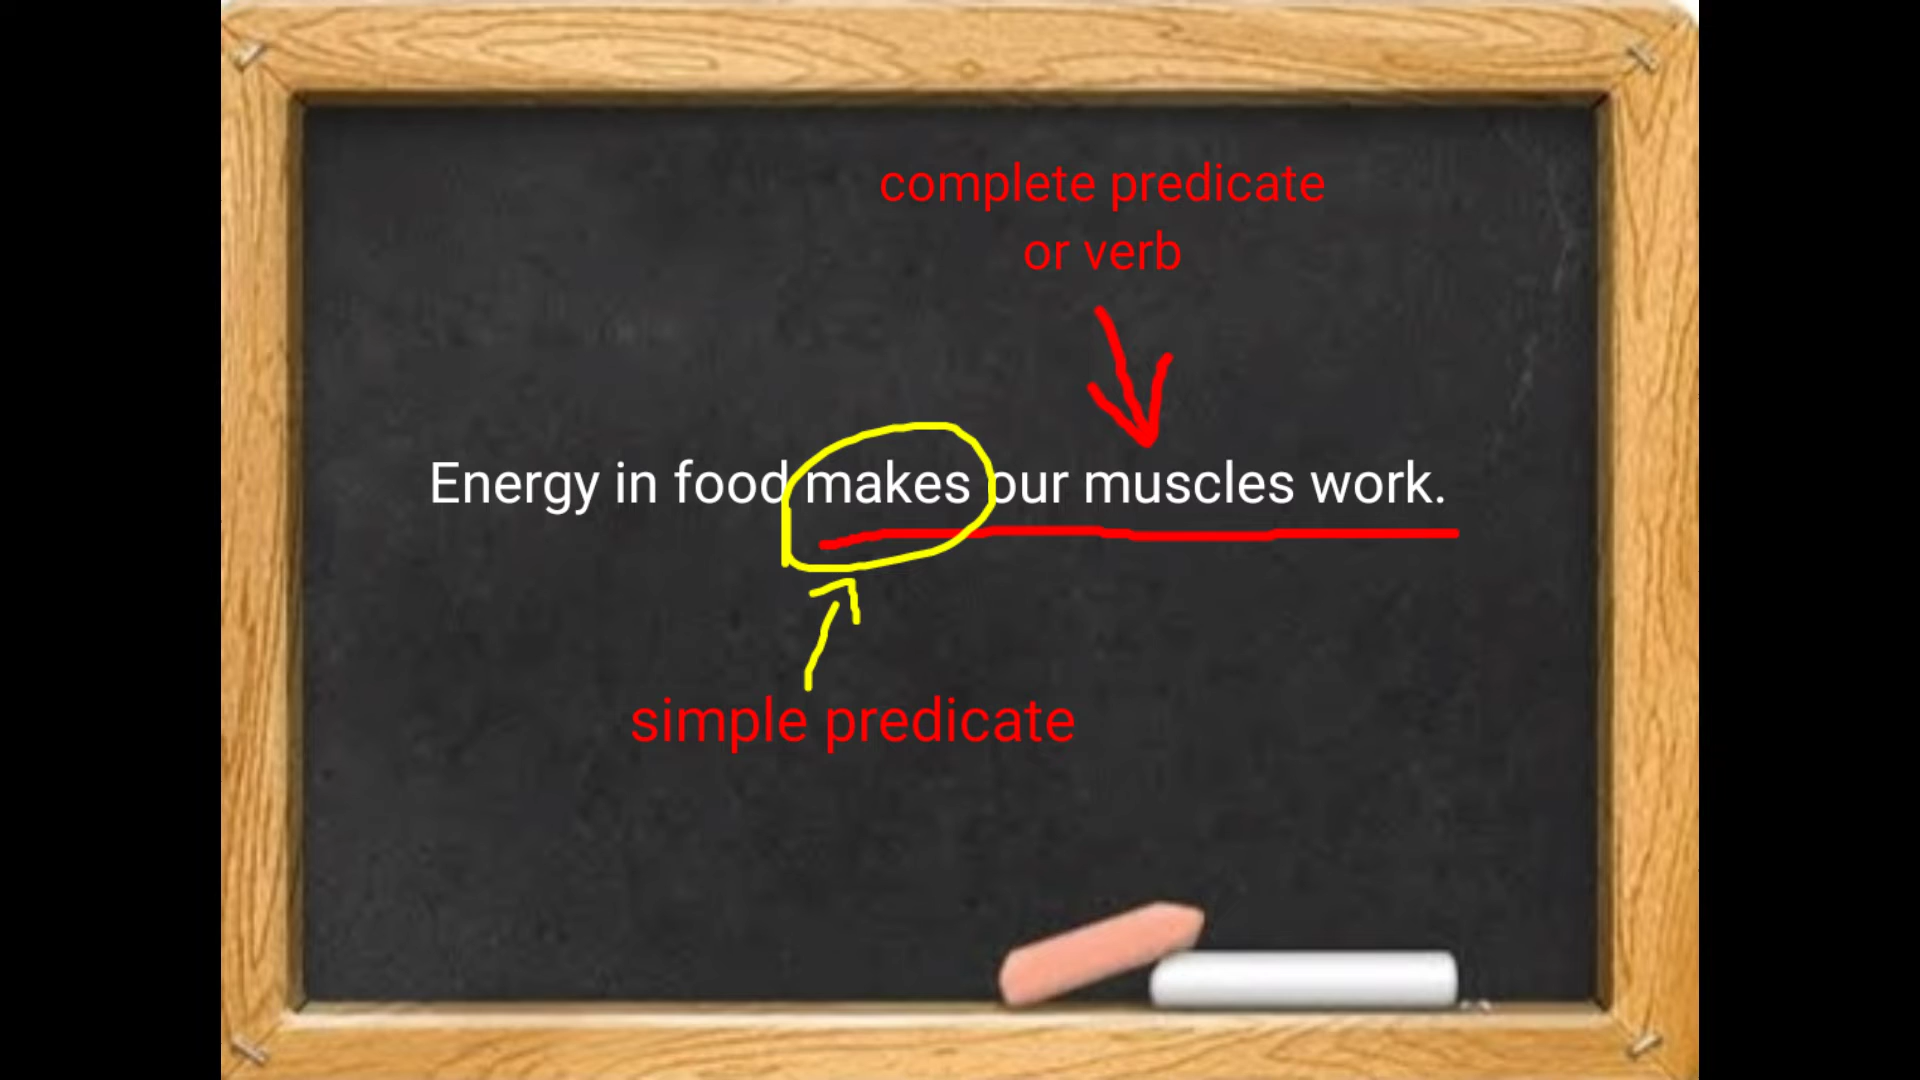 complete predicate
or verb
Energy in food makes our muscles work.
simple predicate